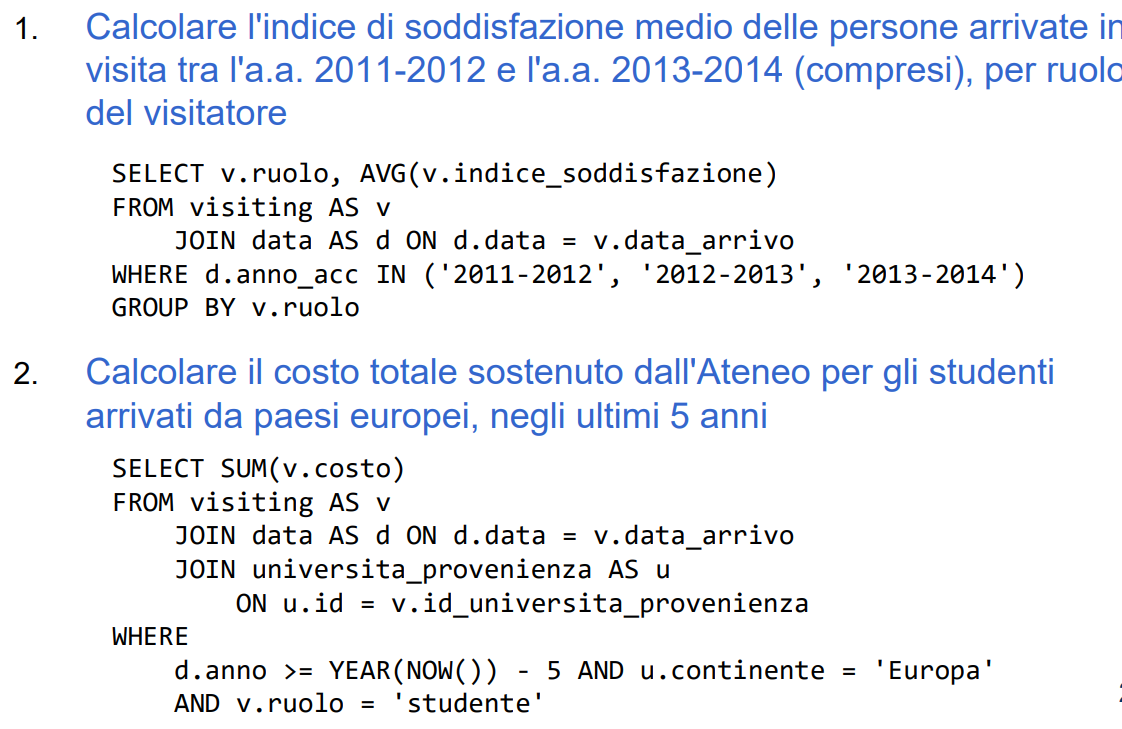 1. Calcolare l'indice di soddisfazione medio delle persone arrivate in
visita tra l'a.a. 2011-2012 e l'a.a. 2013-2014 (compresi), per ruolo
del visitatore
SELECT v.ruolo, AVG(v.indice_soddisfazione)
FROM visiting AS v
JOIN data AS d ON d.data = v.data_arrivo
WHERE d.anno_acc IN ('2011-2012', '2012-2013', '2013-2014')
GROUP BY v.ruolo
2. Calcolare il costo totale sostenuto dall'Ateneo per gli studenti
arrivati da paesi europei, negli ultimi 5 anni
SELECT SUM(v.costo)
FROM visiting AS v
JOIN data AS d ON d.data = v.data_arrivo
JOIN universita_provenienza AS u
ON u.id = v.id_universita_provenienza
WHERE
d.anno >= YEAR(NOW()) - 5 AND u.continente = 'Europa'
AND v.ruolo = 'studente'